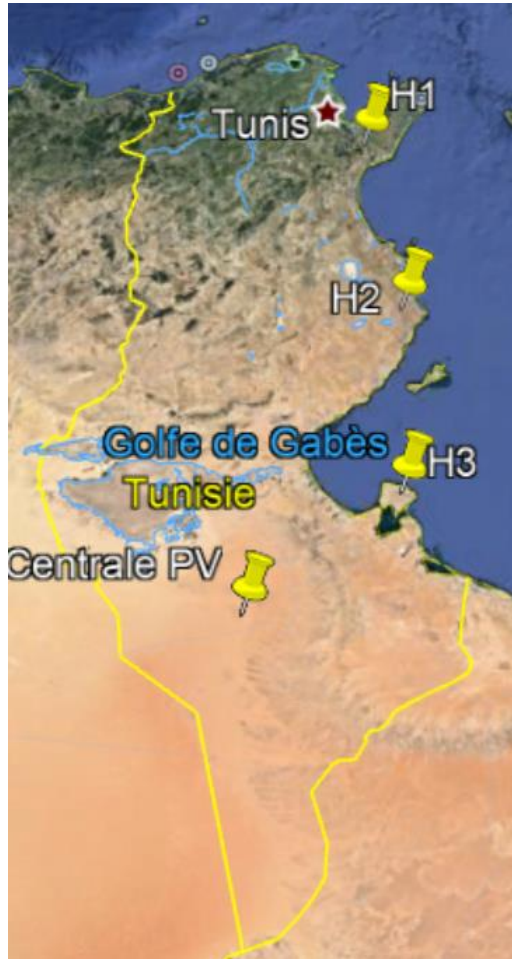 H1
Tunis
H2
Golfe de Gabès
H3
Tunisie
Centrale PV